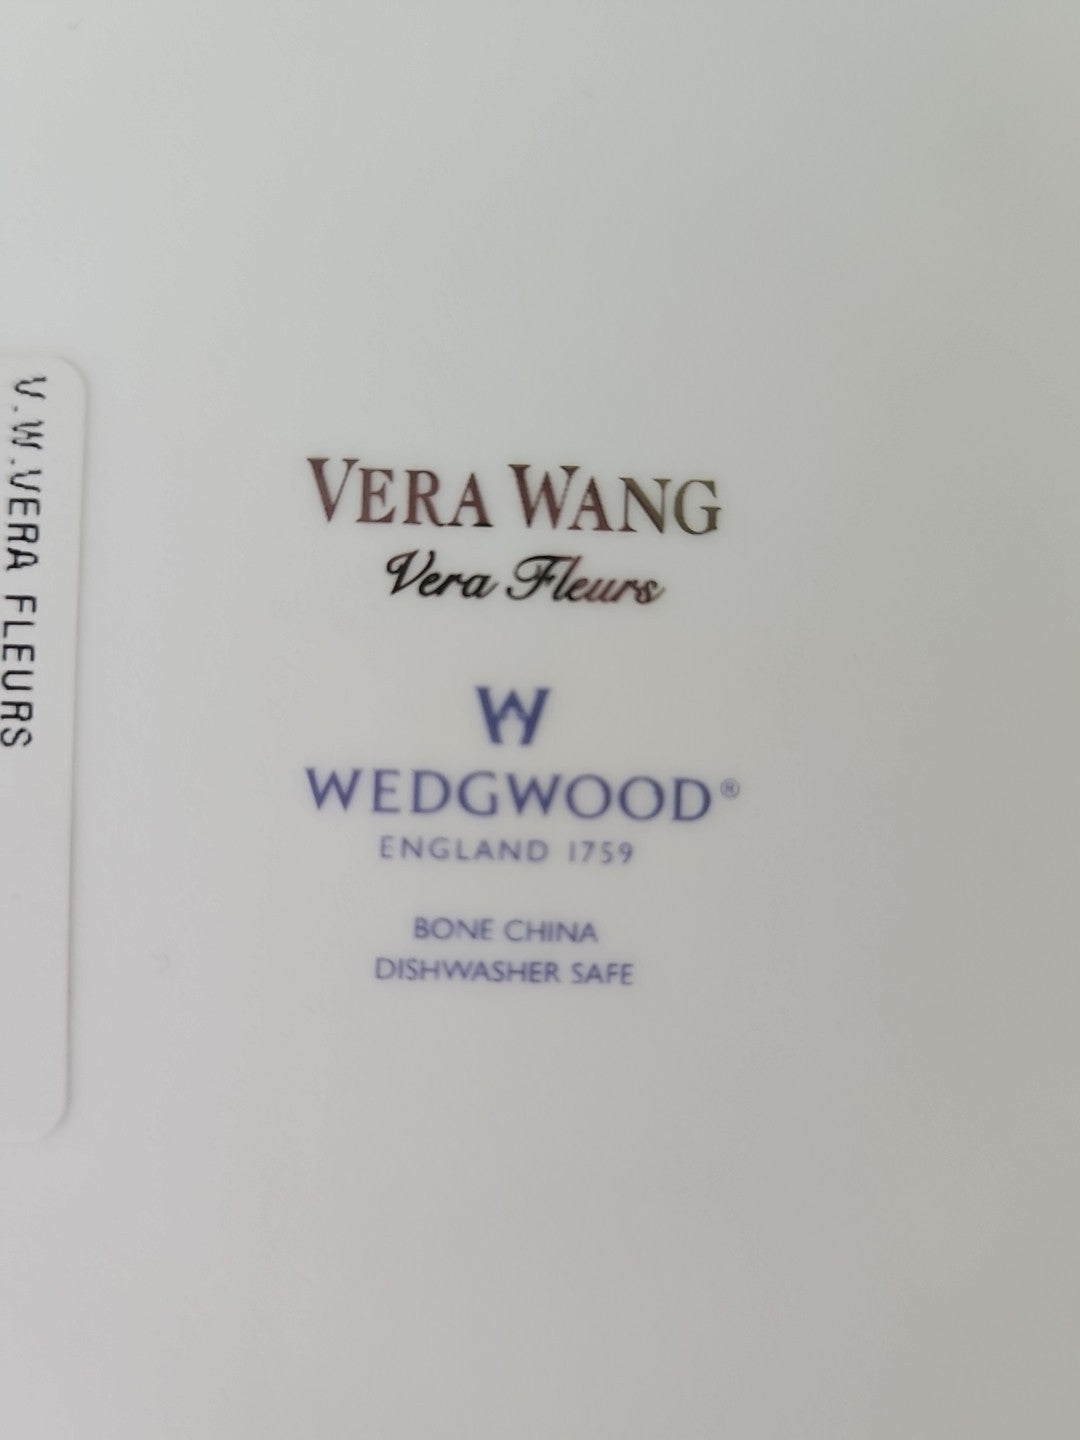 V.W.VERA FLEURS
VERA WANG
Vera Fleurs
W
WEDGWOOD®
ENGLAND 1759
BONE CHINA
DISHWASHER SAFE